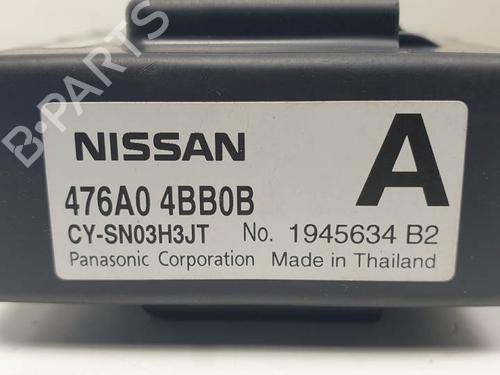 B-PARTS
NISSAN
A
476A0 4BB0B
CY-SN03H3JT No. 1945634 B2
Panasonic Corporation Made in Thailand